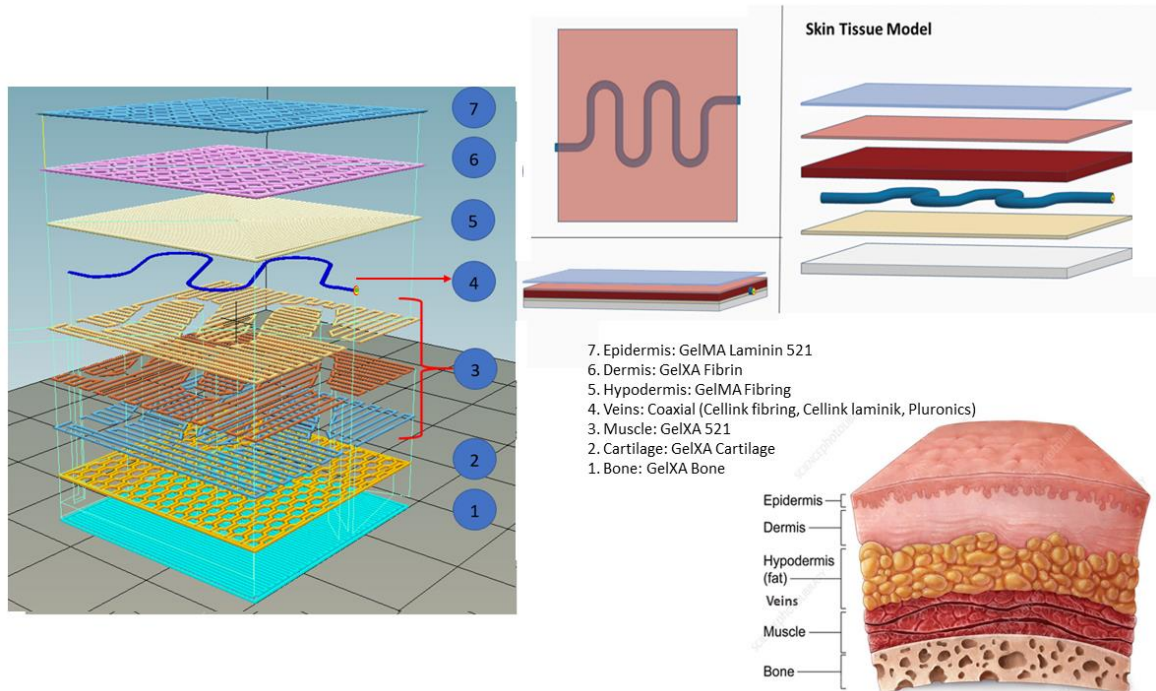 Skin Tissue Model
7
6
5
4
3
2
1
7. Epidermis: GelMA Laminin 521
6. Dermis: GelXA Fibrin
5. Hypodermis: GelMA Fibring
4. Veins: Coaxial (Cellink fibring, Cellink laminik, Pluronics)
3. Muscle: GelXA 521
2. Cartilage: GelXA Cartilage
1. Bone: GelXA Bone
Epidermis
Dermis
Hypodermis
(fat)
Veins
Muscle
Bone